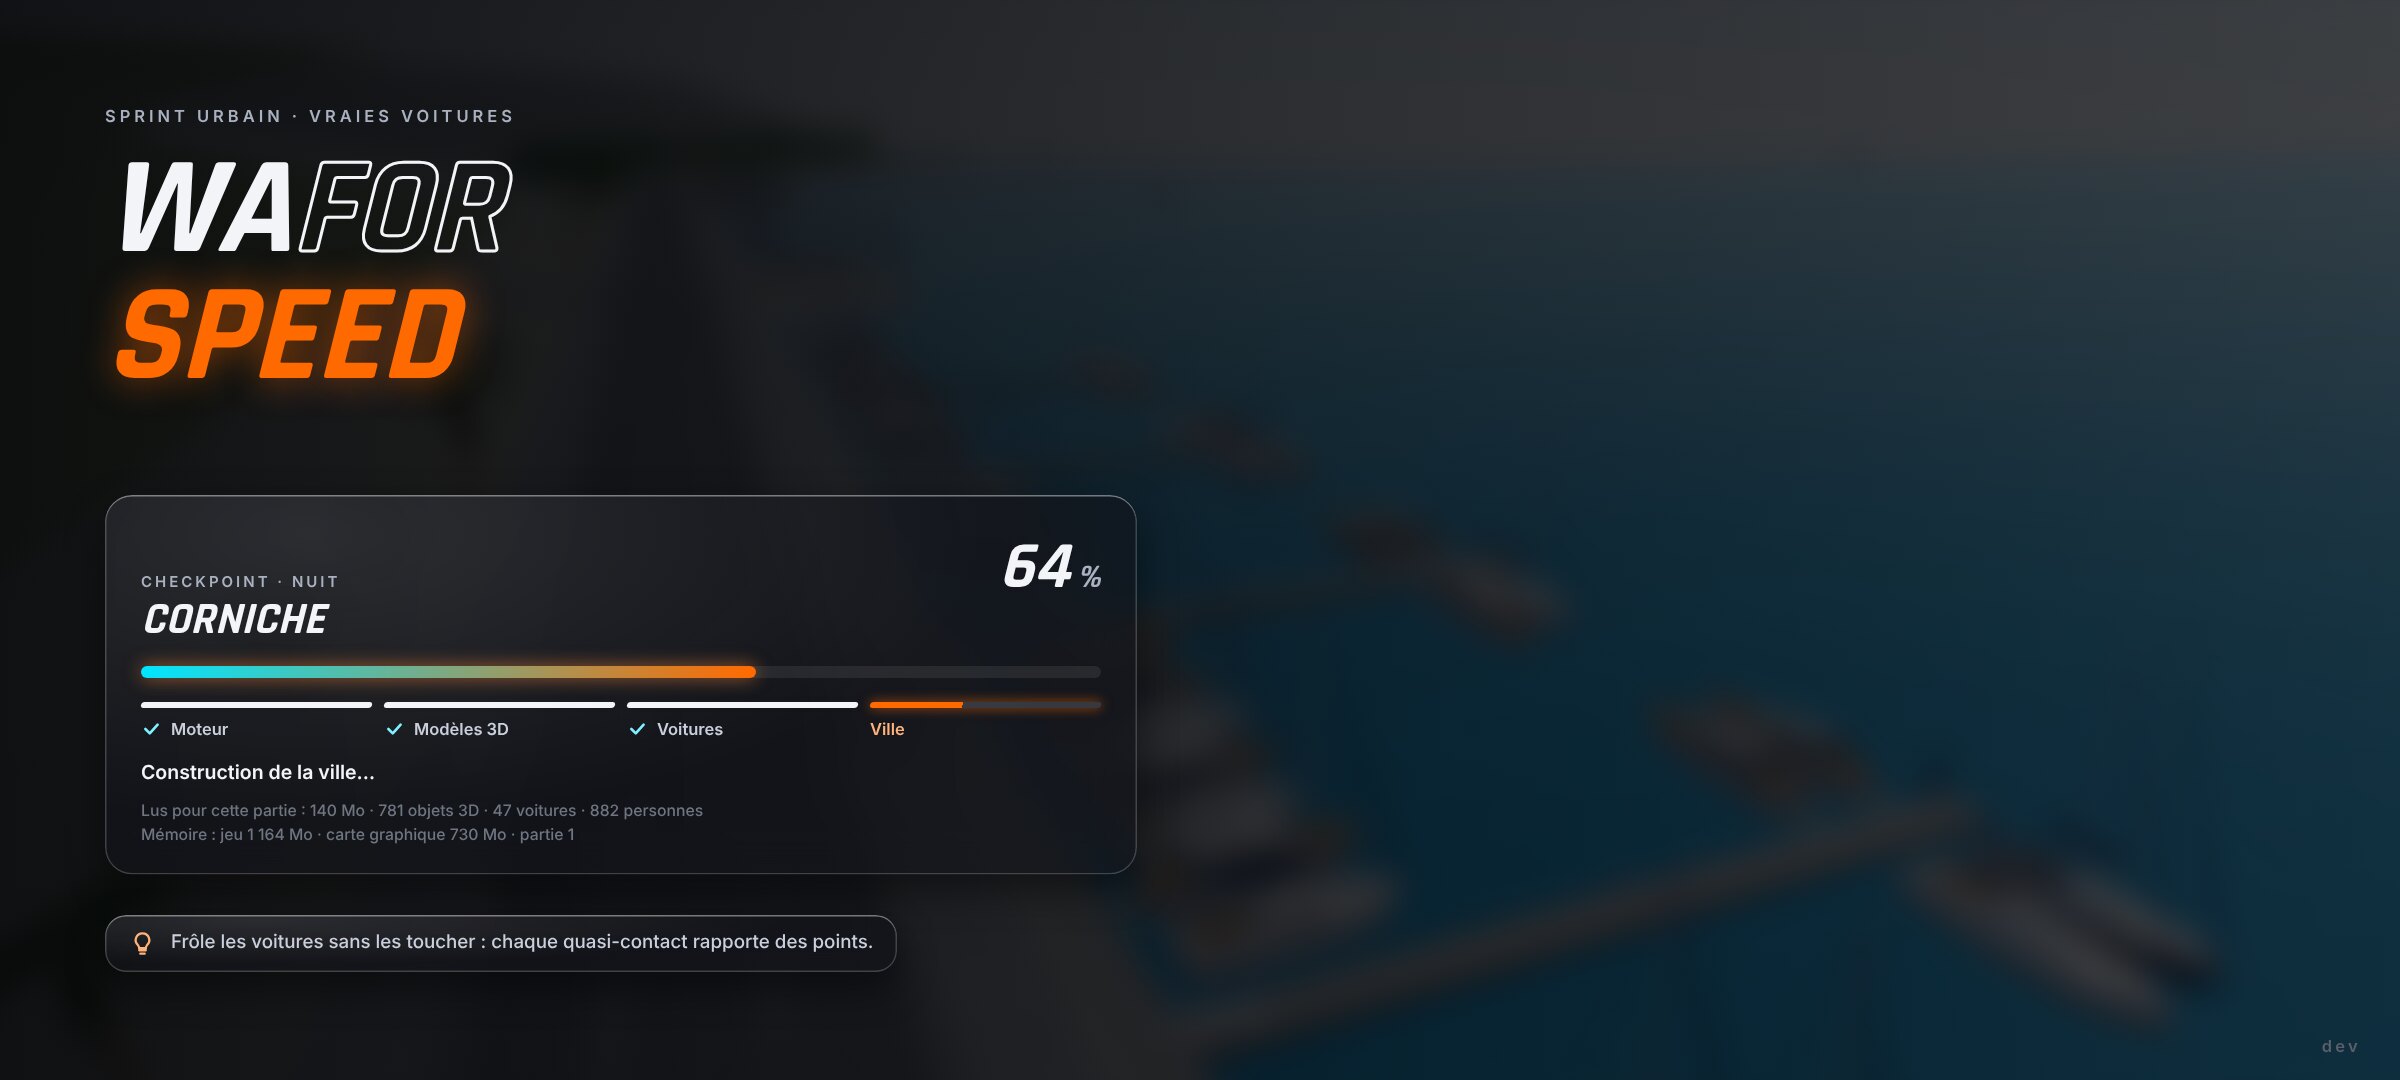 SPRINT URBAIN · VRAIES VOITURES
WAFOR
SPEED
CHECKPOINT · NUIT
64 %
CORNICHE
Moteur
Modèles 3D
Voitures
Ville
Construction de la ville…
Lus pour cette partie : 140 Mo · 781 objets 3D · 47 voitures · 882 personnes
Mémoire : jeu 1 164 Mo · carte graphique 730 Mo · partie 1
Frôle les voitures sans les toucher : chaque quasi-contact rapporte des points.
dev